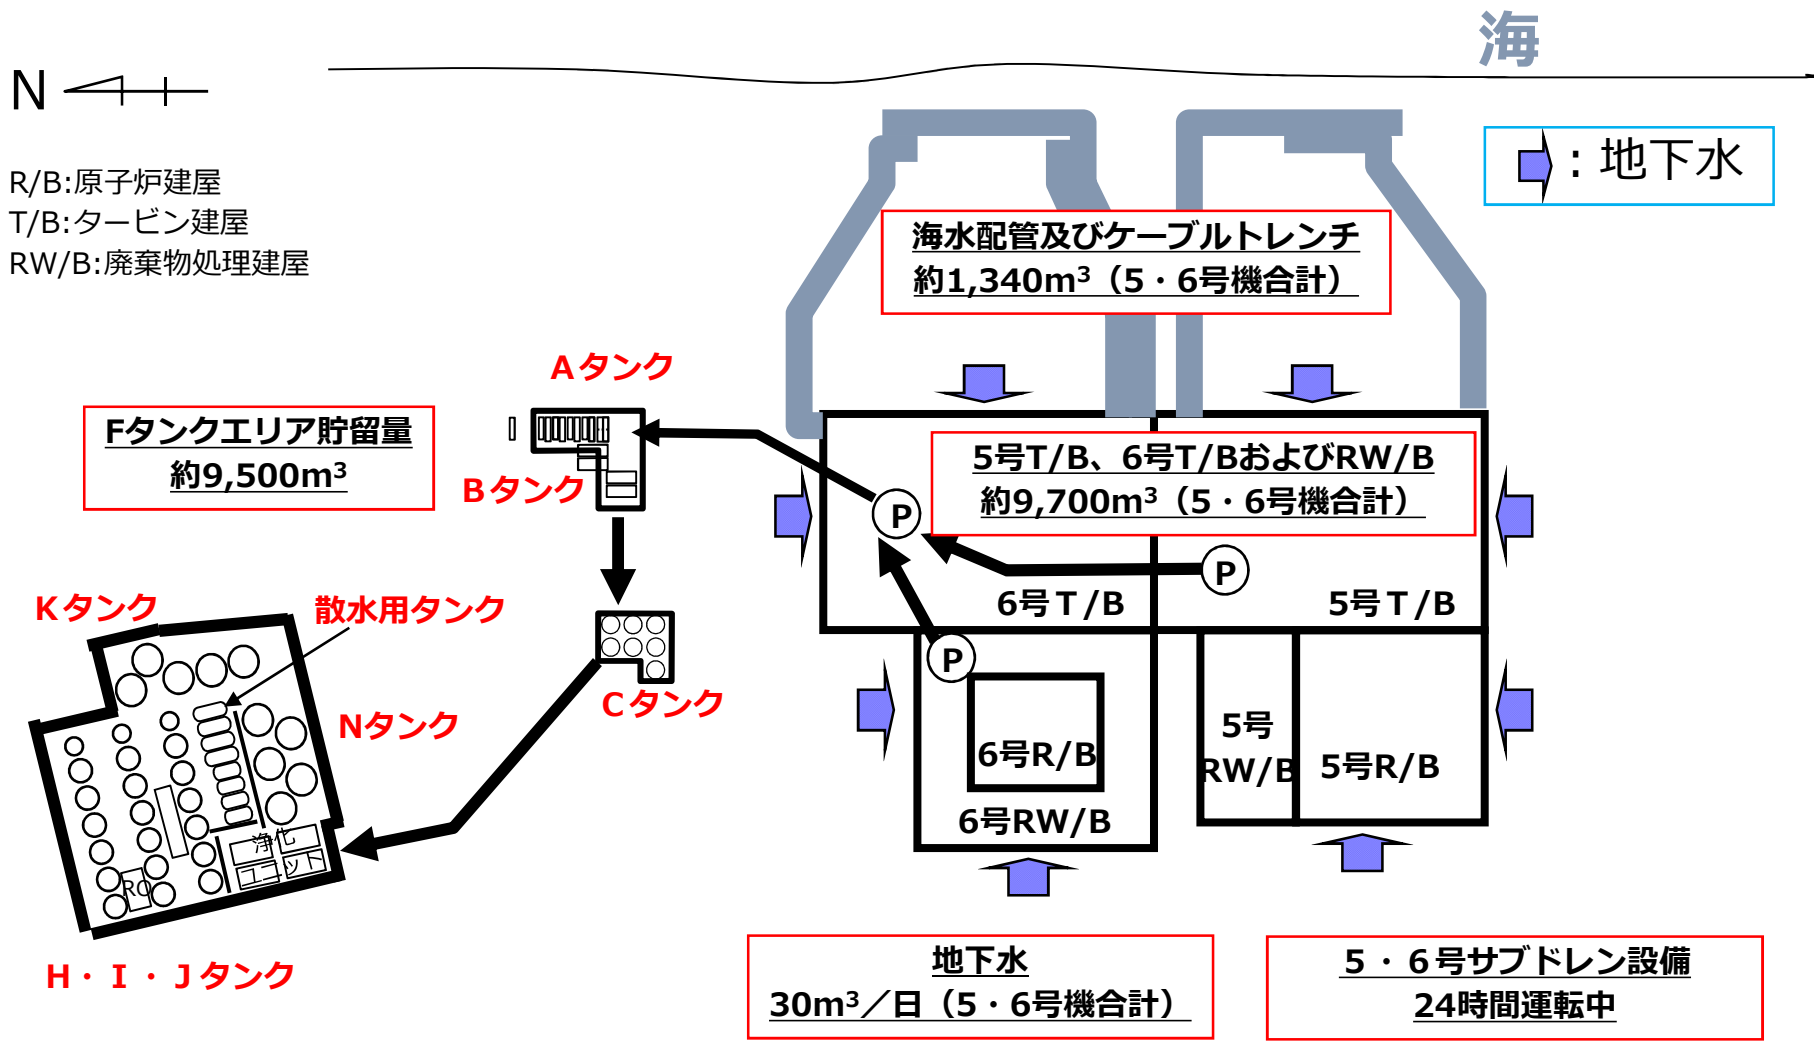 海
N
R/B:原子炉建屋
T/B:タービン建屋
RW/B:廃棄物処理建屋
：地下水
海水配管及びケーブルトレンチ
約1,340m³（5・6号機合計）
Aタンク
Fタンクエリア貯留量
約9,500m³
Bタンク
5号T/B、6号T/BおよびRW/B
約9,700m³（5・6号機合計）
P
P
6号T/B
5号T/B
Kタンク
散水用タンク
P
Cタンク
Nタンク
6号R/B
5号
RW/B
5号R/B
6号RW/B
浄化
ユニット
RO
H・I・Jタンク
地下水
30m³／日（5・6号機合計）
5・6号サブドレン設備
24時間運転中